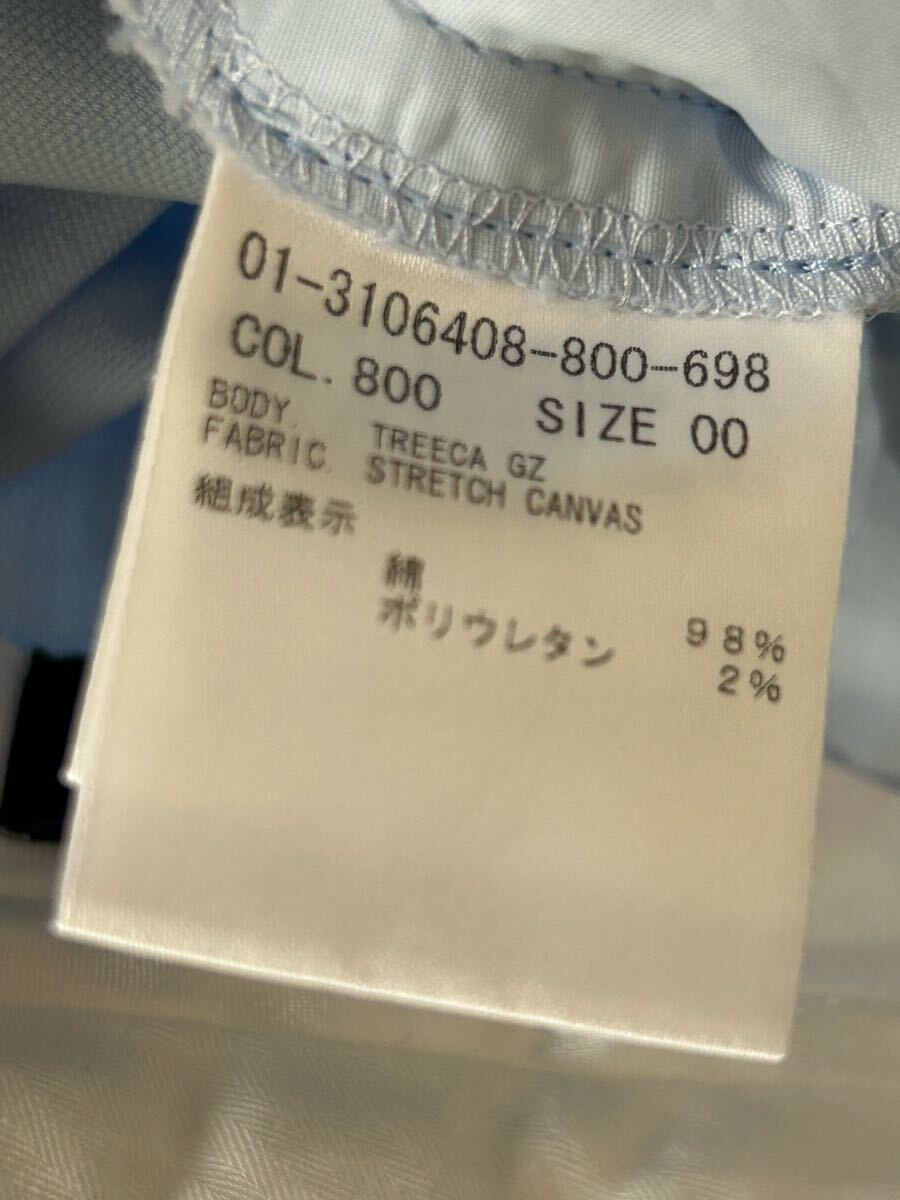 01-3106408-800-698
COL. 800 SIZE 00
BODY. TREECA GZ
FABRIC. STRETCH CANVAS
組成表示
綿 98%
ポリウレタン 2%